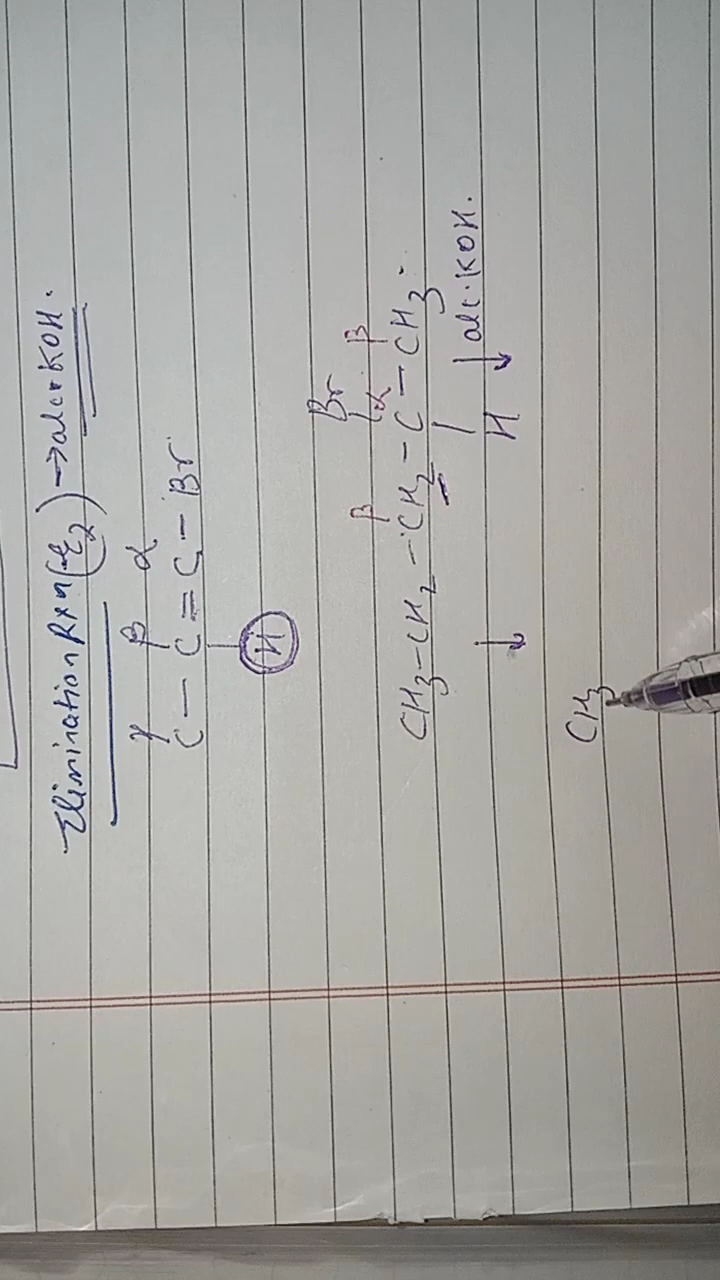 Elimination Rxn (E2) → alc. KOH.
γ β α
C – C = C – Br
H
Br
β α β
CH3–CH2–CH2–C–CH3.
H
alc. KOH.
CH3